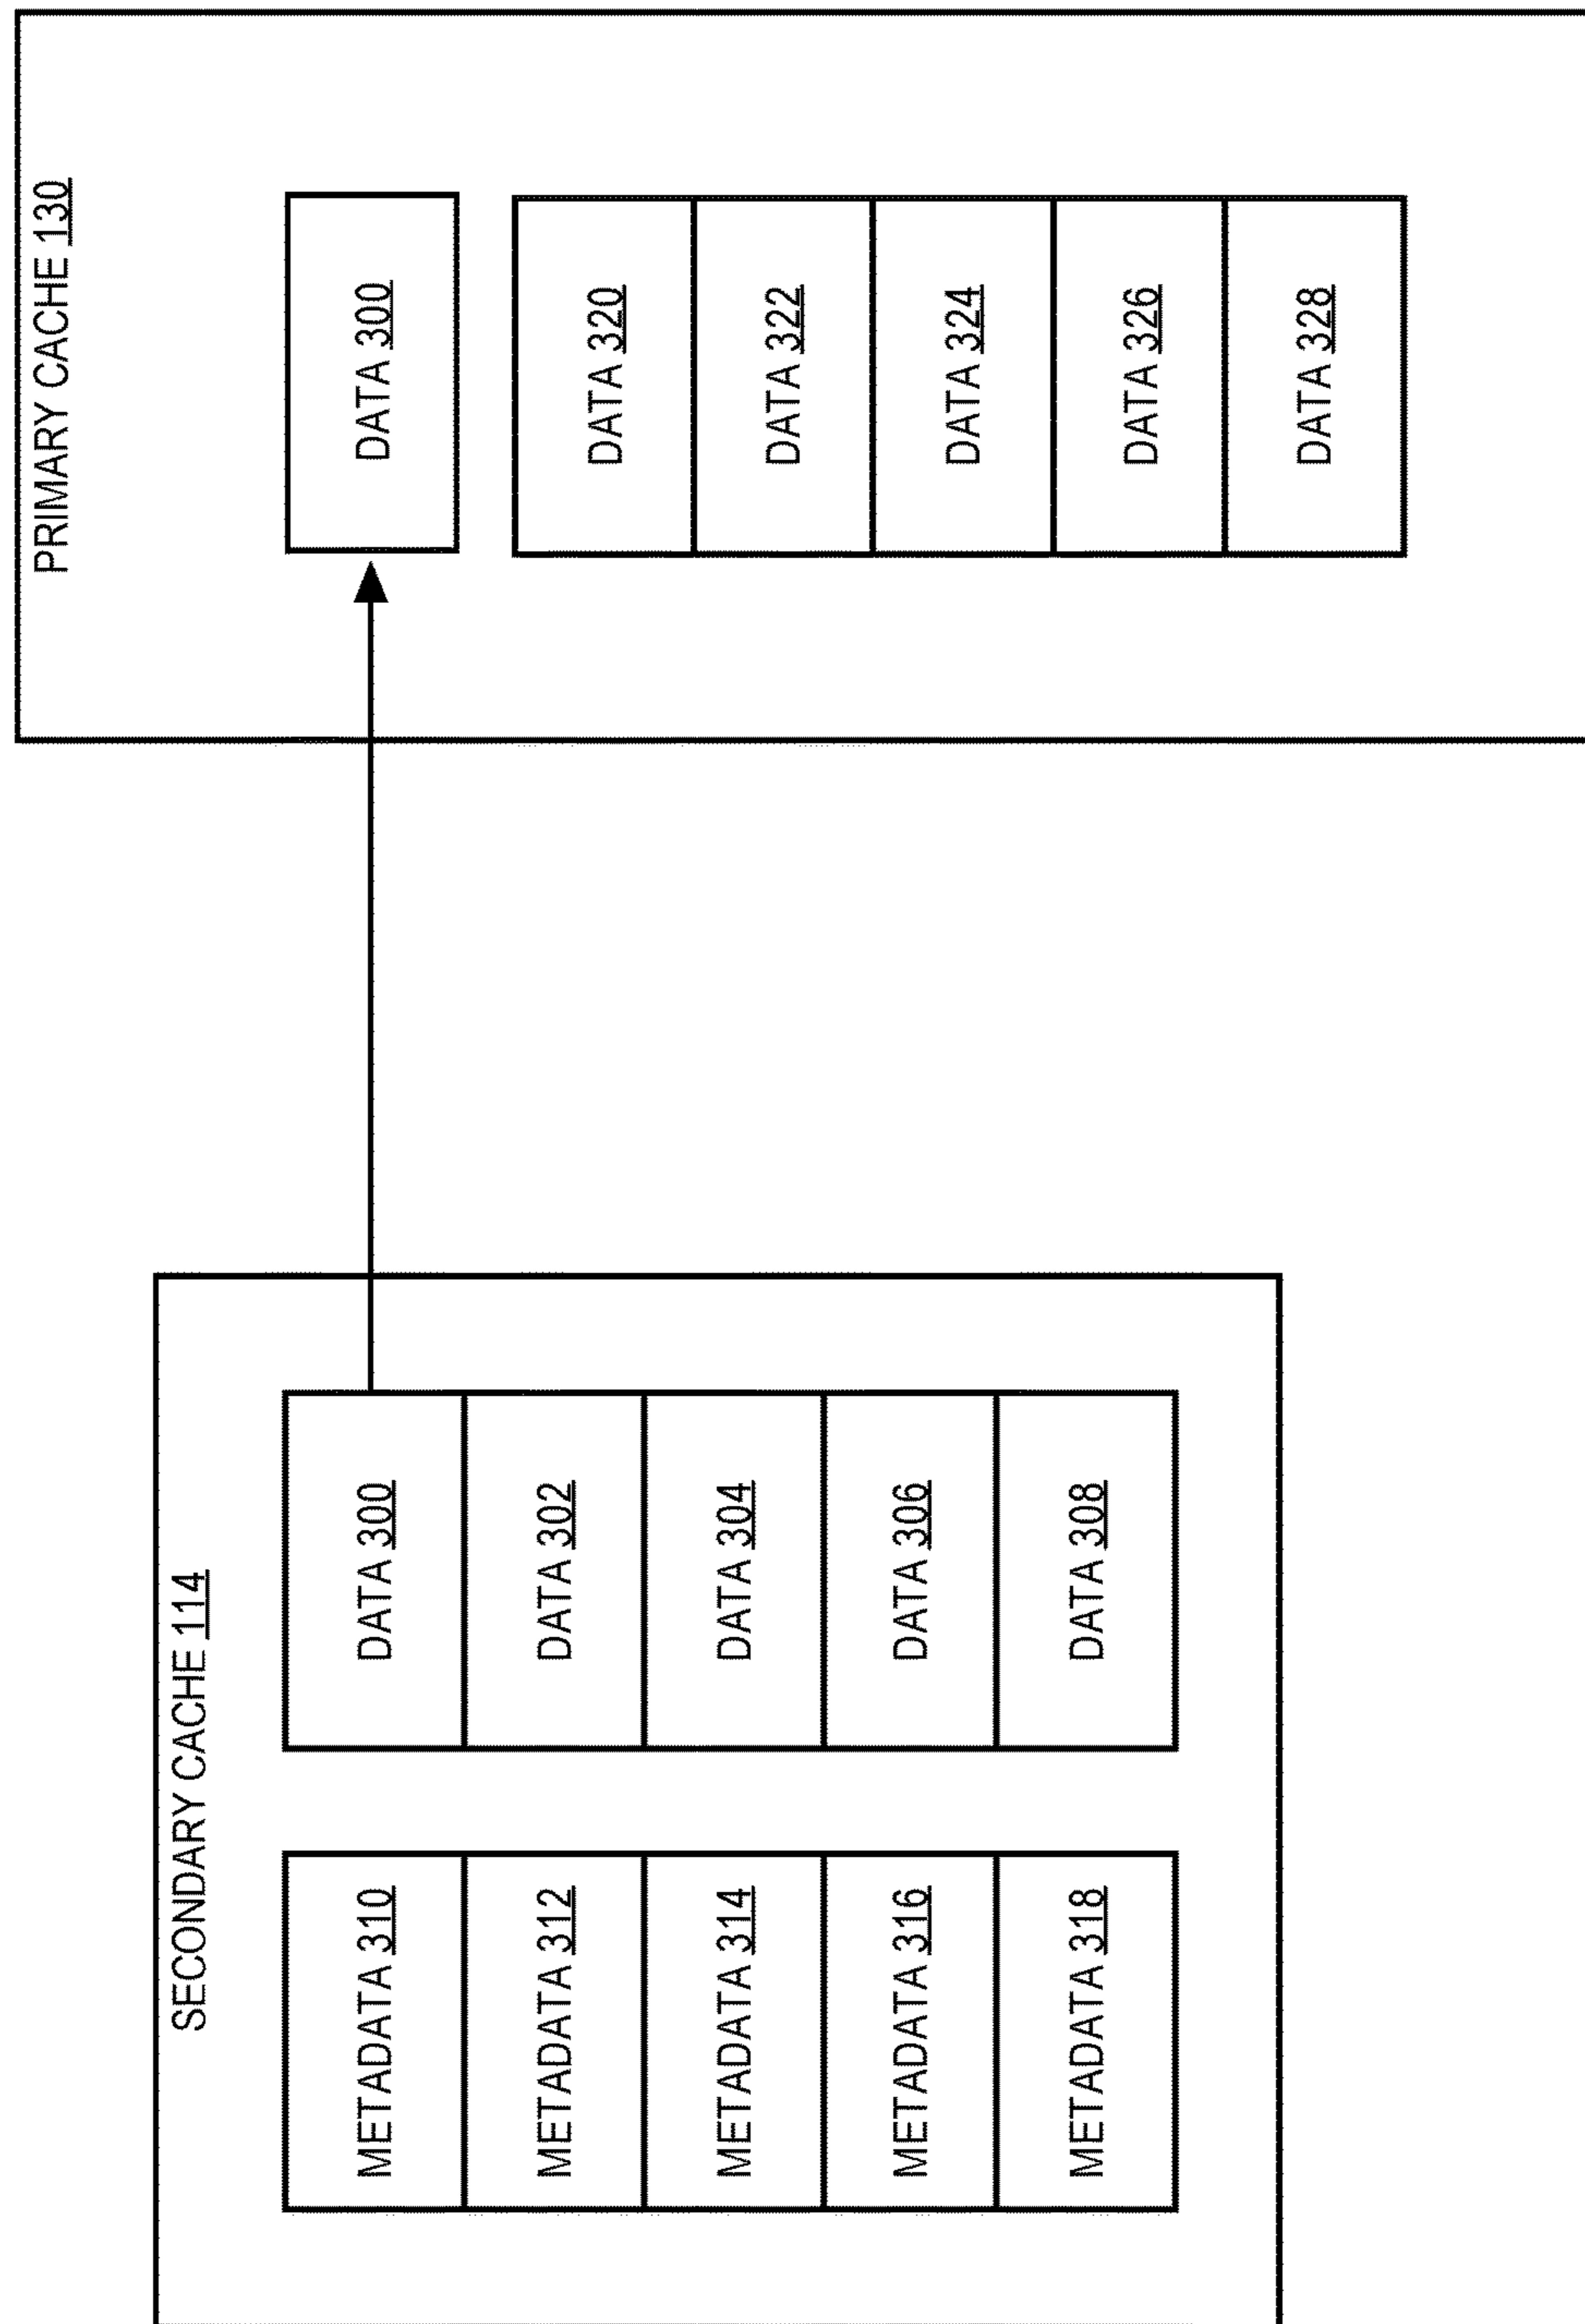 SECONDARY CACHE 114
METADATA 310
METADATA 312
METADATA 314
METADATA 316
METADATA 318
DATA 300
DATA 302
DATA 304
DATA 306
DATA 308
PRIMARY CACHE 130
DATA 300
DATA 320
DATA 322
DATA 324
DATA 326
DATA 328